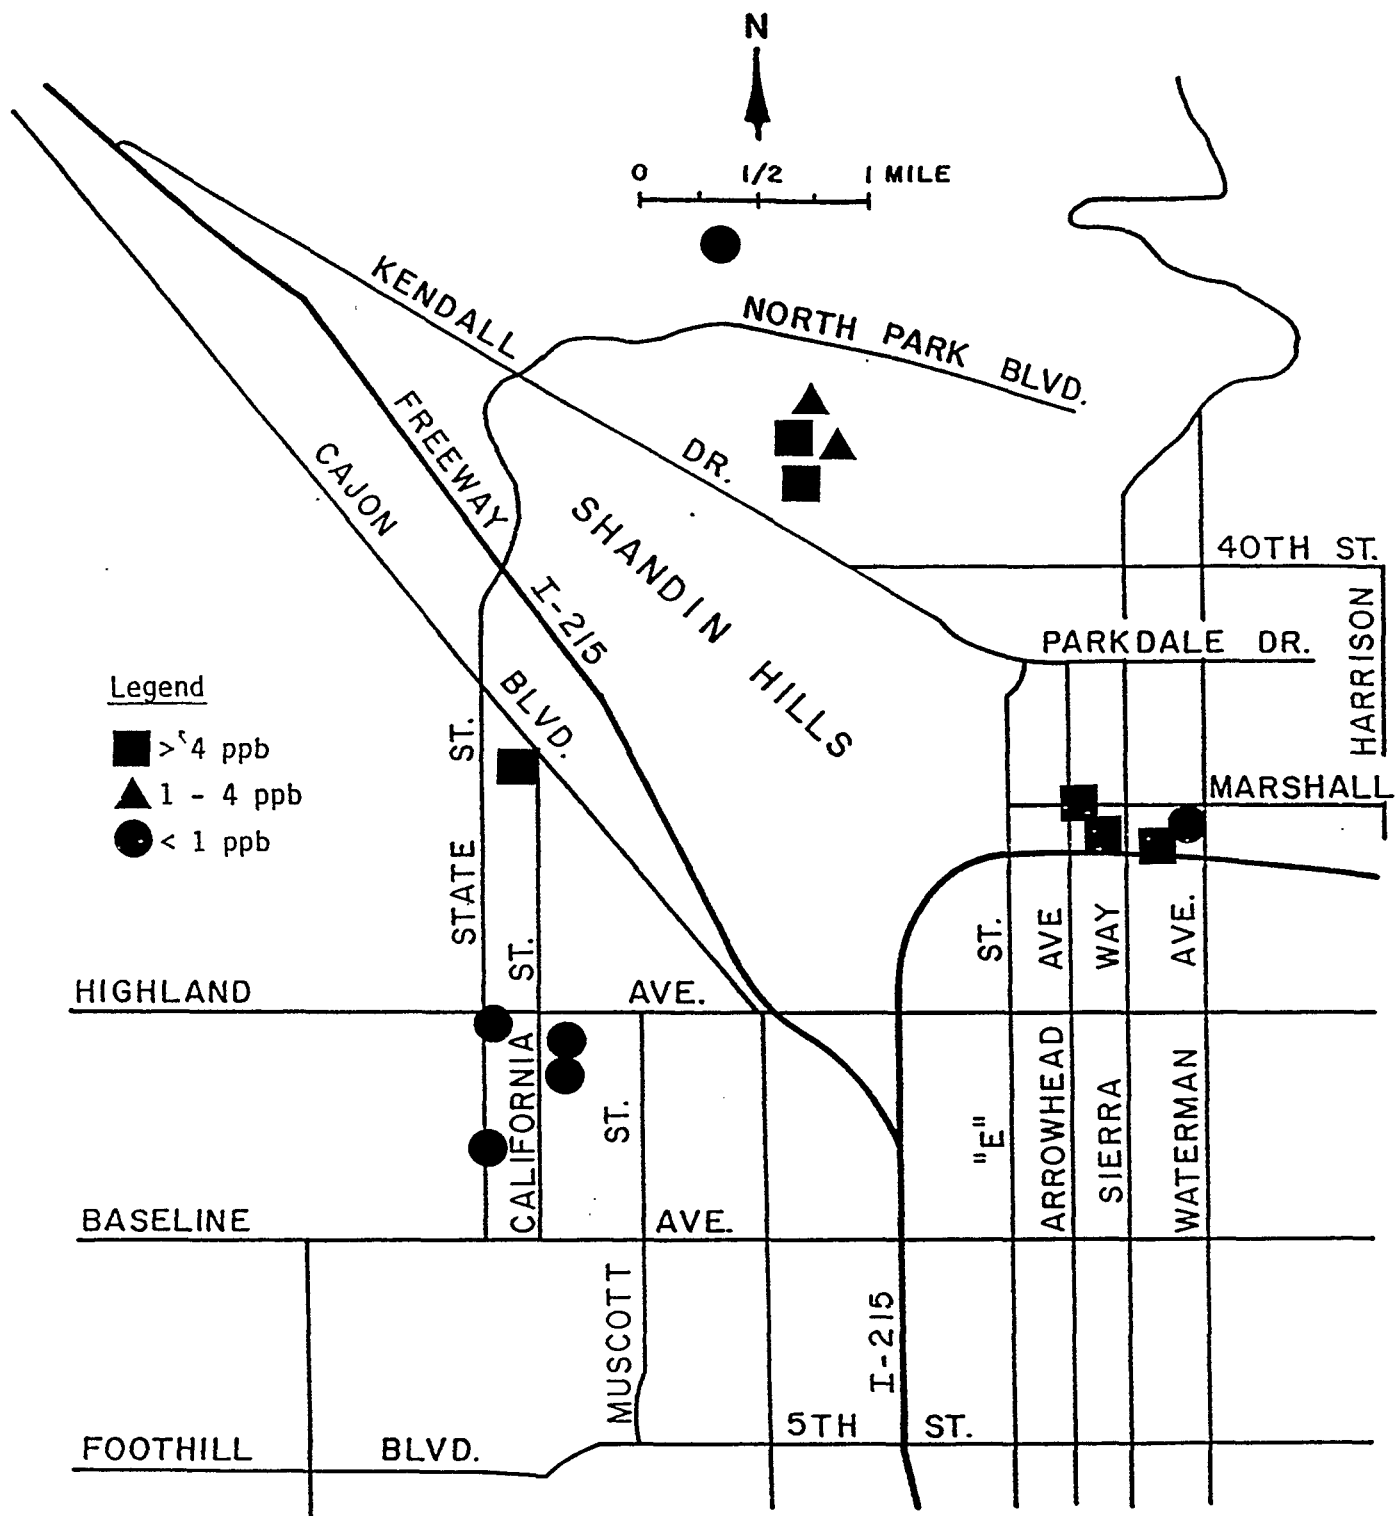 N
0 1/2 1 MILE
KENDALL DR.
NORTH PARK BLVD.
FREEWAY I-215
CAJON BLVD.
SHANDIN HILLS
40TH ST.
PARKDALE DR.
HARRISON
MARSHALL
Legend
> 4 ppb
1 - 4 ppb
< 1 ppb
STATE ST.
CALIFORNIA ST.
HIGHLAND AVE.
MUSCOTT ST.
"E" ST.
ARROWHEAD AVE
SIERRA WAY
WATERMAN AVE.
BASELINE AVE.
I-215
5TH ST.
FOOTHILL BLVD.